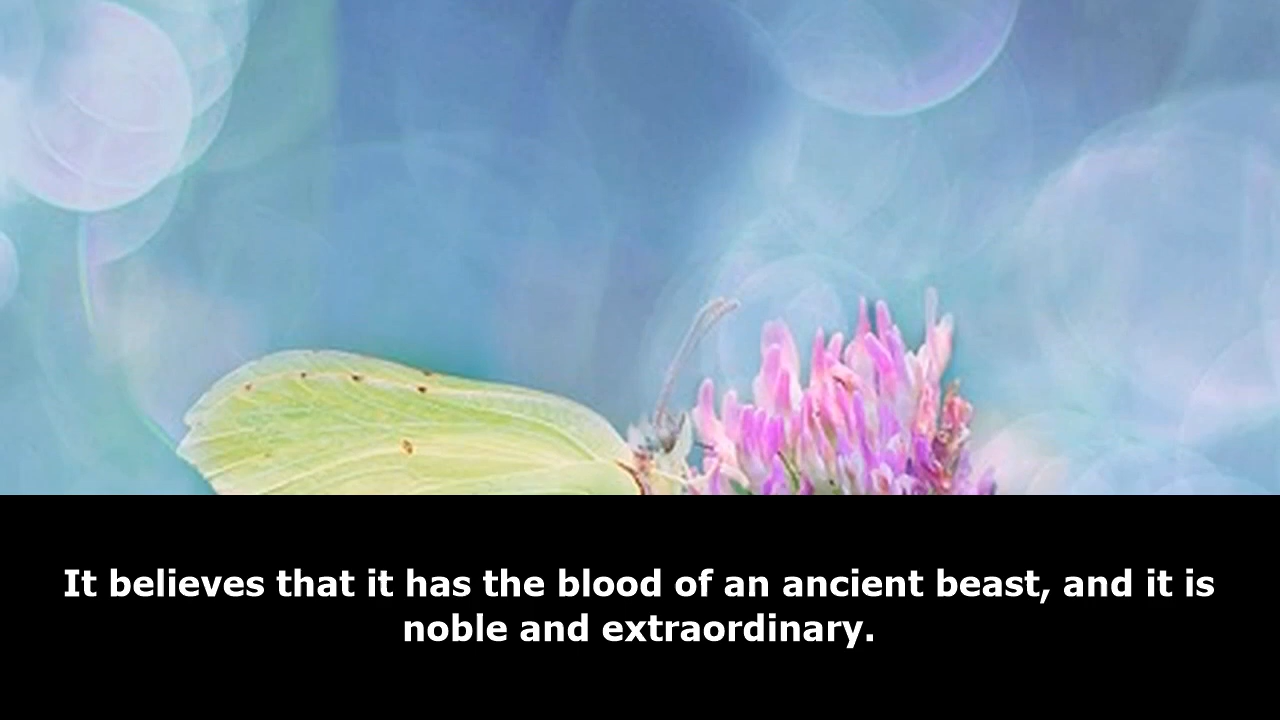 It believes that it has the blood of an ancient beast, and it is
noble and extraordinary.